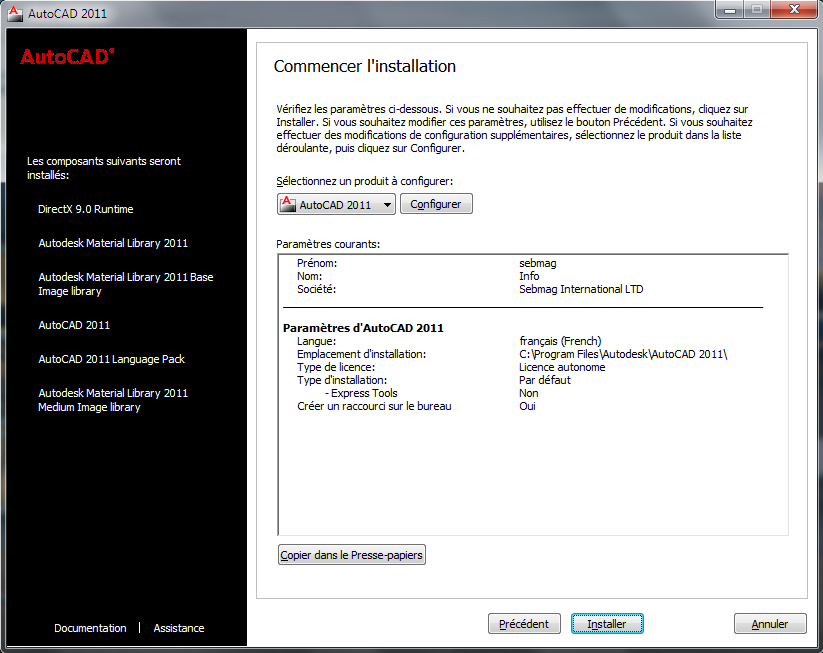 AutoCAD 2011
AutoCAD®
Les composants suivants seront
installés:
DirectX 9.0 Runtime
Autodesk Material Library 2011
Autodesk Material Library 2011 Base
Image library
AutoCAD 2011
AutoCAD 2011 Language Pack
Autodesk Material Library 2011
Medium Image library
Documentation | Assistance
Commencer l'installation
Vérifiez les paramètres ci-dessous. Si vous ne souhaitez pas effectuer de modifications, cliquez sur
Installer. Si vous souhaitez modifier ces paramètres, utilisez le bouton Précédent. Si vous souhaitez
effectuer des modifications de configuration supplémentaires, sélectionnez le produit dans la liste
déroulante, puis cliquez sur Configurer.
Sélectionnez un produit à configurer:
AutoCAD 2011 Configurer
Paramètres courants:
Prénom: sebmag
Nom: Info
Société: Sebmag International LTD
Paramètres d'AutoCAD 2011
Langue: français (French)
Emplacement d'installation: C:\Program Files\Autodesk\AutoCAD 2011\
Type de licence: Licence autonome
Type d'installation: Par défaut
- Express Tools Non
Créer un raccourci sur le bureau Oui
Copier dans le Presse-papiers
Précédent Installer Annuler